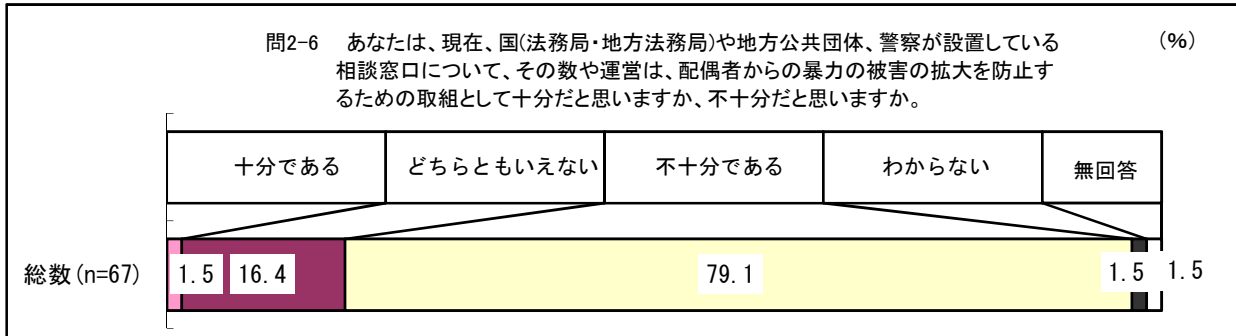 問2-6 あなたは、現在、国(法務局・地方法務局)や地方公共団体、警察が設置している
(%)
相談窓口について、その数や運営は、配偶者からの暴力の被害の拡大を防止す
るための取組として十分だと思いますか、不十分だと思いますか。
十分である どちらともいえない 不十分である わからない 無回答
総数(n=67) 1.5 16.4 79.1 1.5 1.5